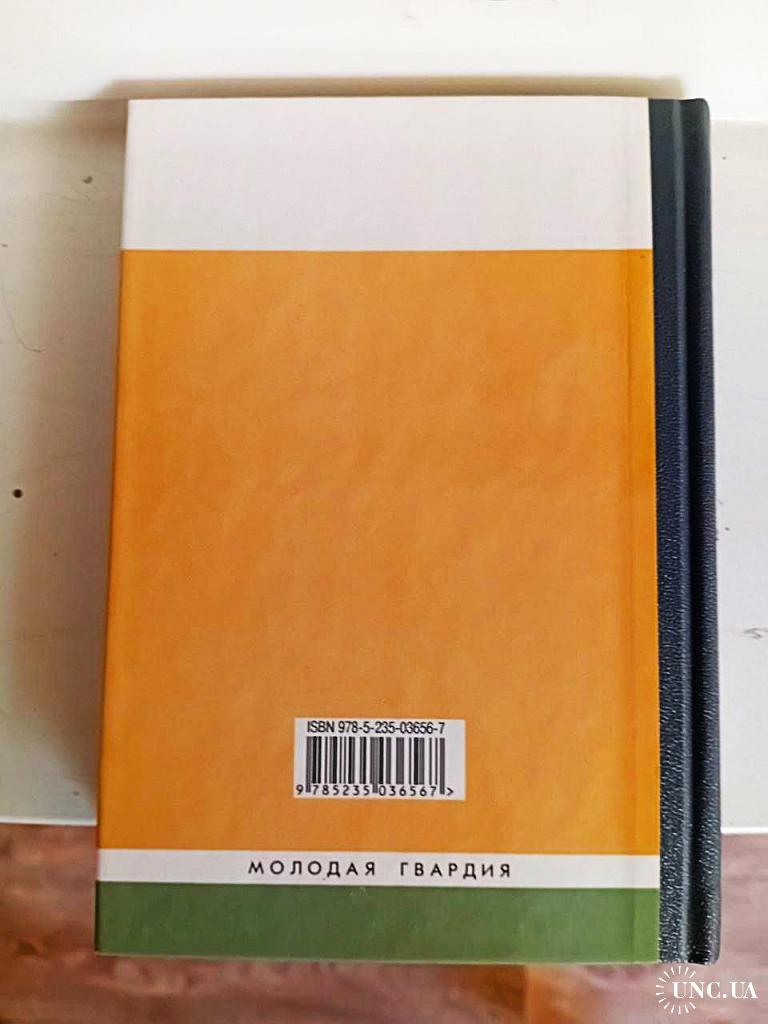 ISBN 978-5-235-03656-7
9 785235 036567 >
МОЛОДАЯ ГВАРДИЯ
UNC.UA